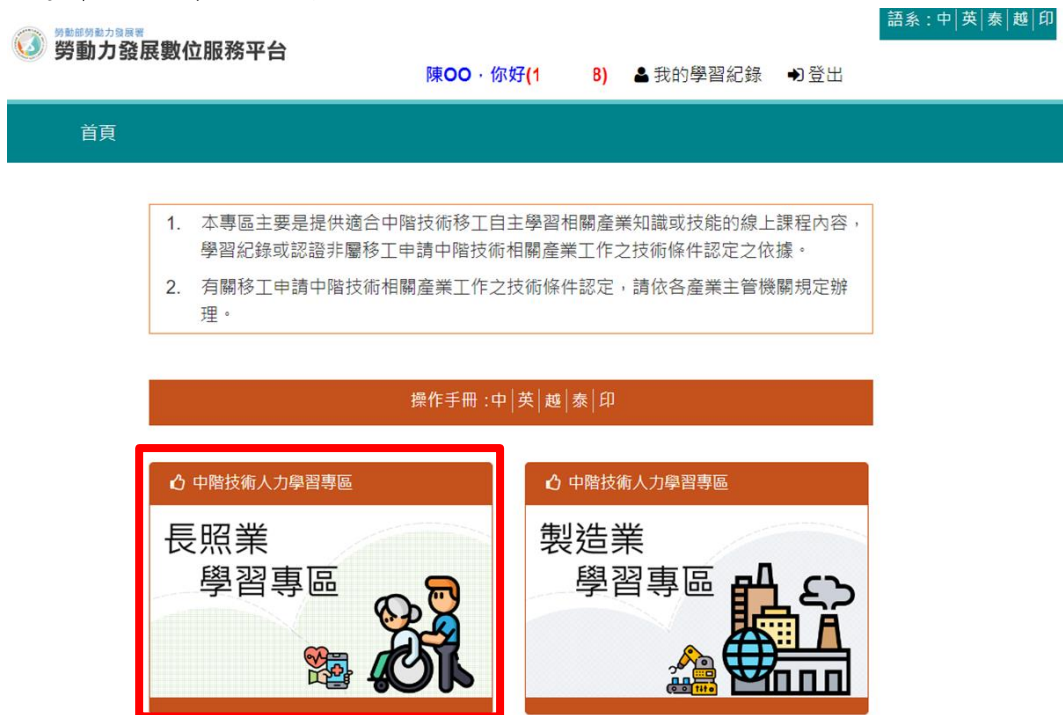 語系:中|英|泰|越|印
勞動部勞動力發展署
勞動力發展數位服務平台
陳OO,你好(1 8) 我的學習紀錄 登出
首頁
1. 本專區主要是提供適合中階技術移工自主學習相關產業知識或技能的線上課程內容,
學習紀錄或認證非屬移工申請中階技術相關產業工作之技術條件認定之依據。
2. 有關移工申請中階技術相關產業工作之技術條件認定,請依各產業主管機關規定辦
理。
操作手冊:中|英|越|泰|印
中階技術人力學習專區
長照業
學習專區
中階技術人力學習專區
製造業
學習專區